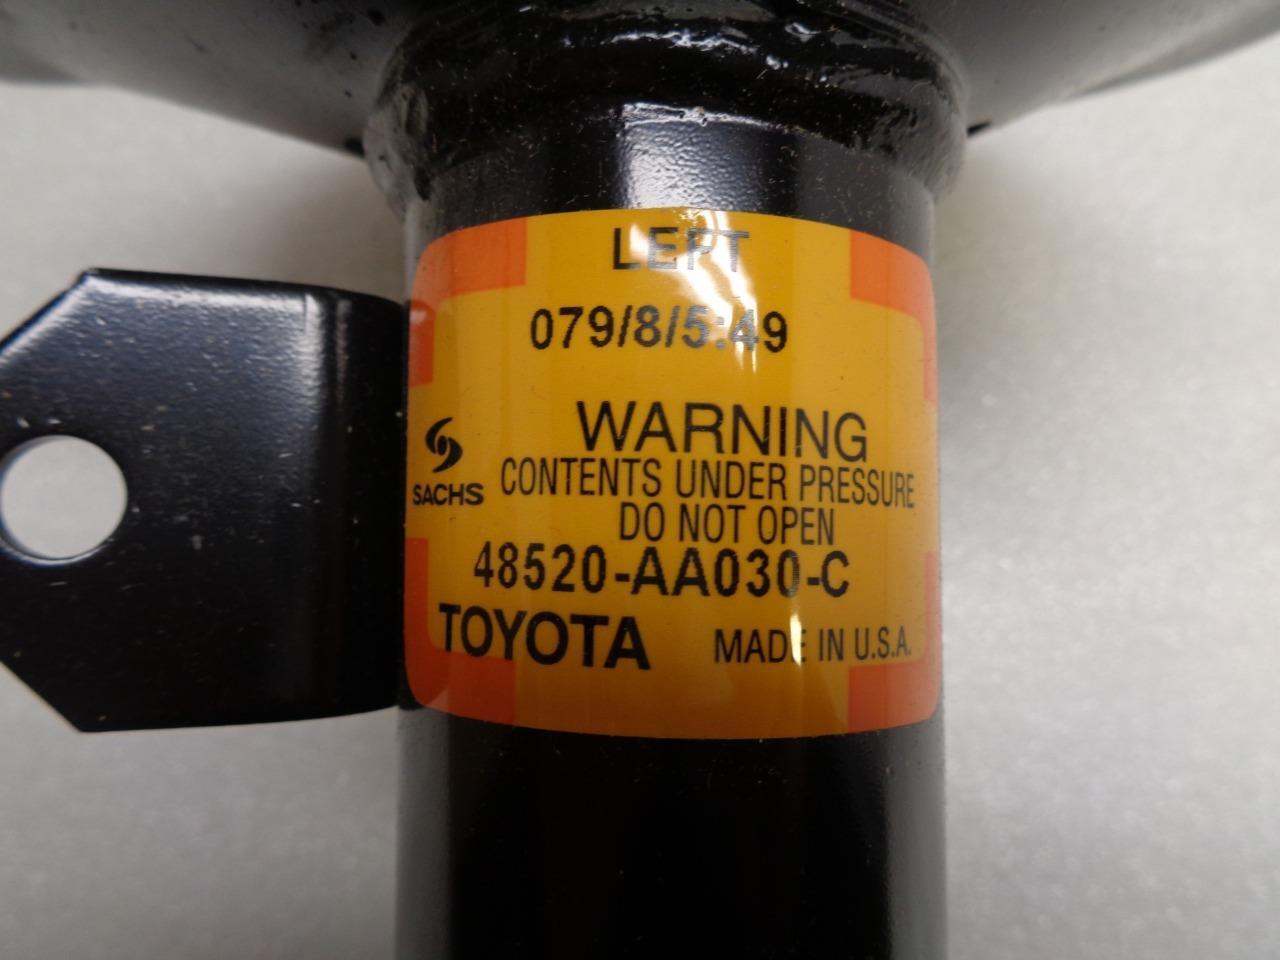 LEFT
079/8/5:49
WARNING
SACHS
CONTENTS UNDER PRESSURE
DO NOT OPEN
48520-AA030-C
TOYOTA MADE IN U.S.A.